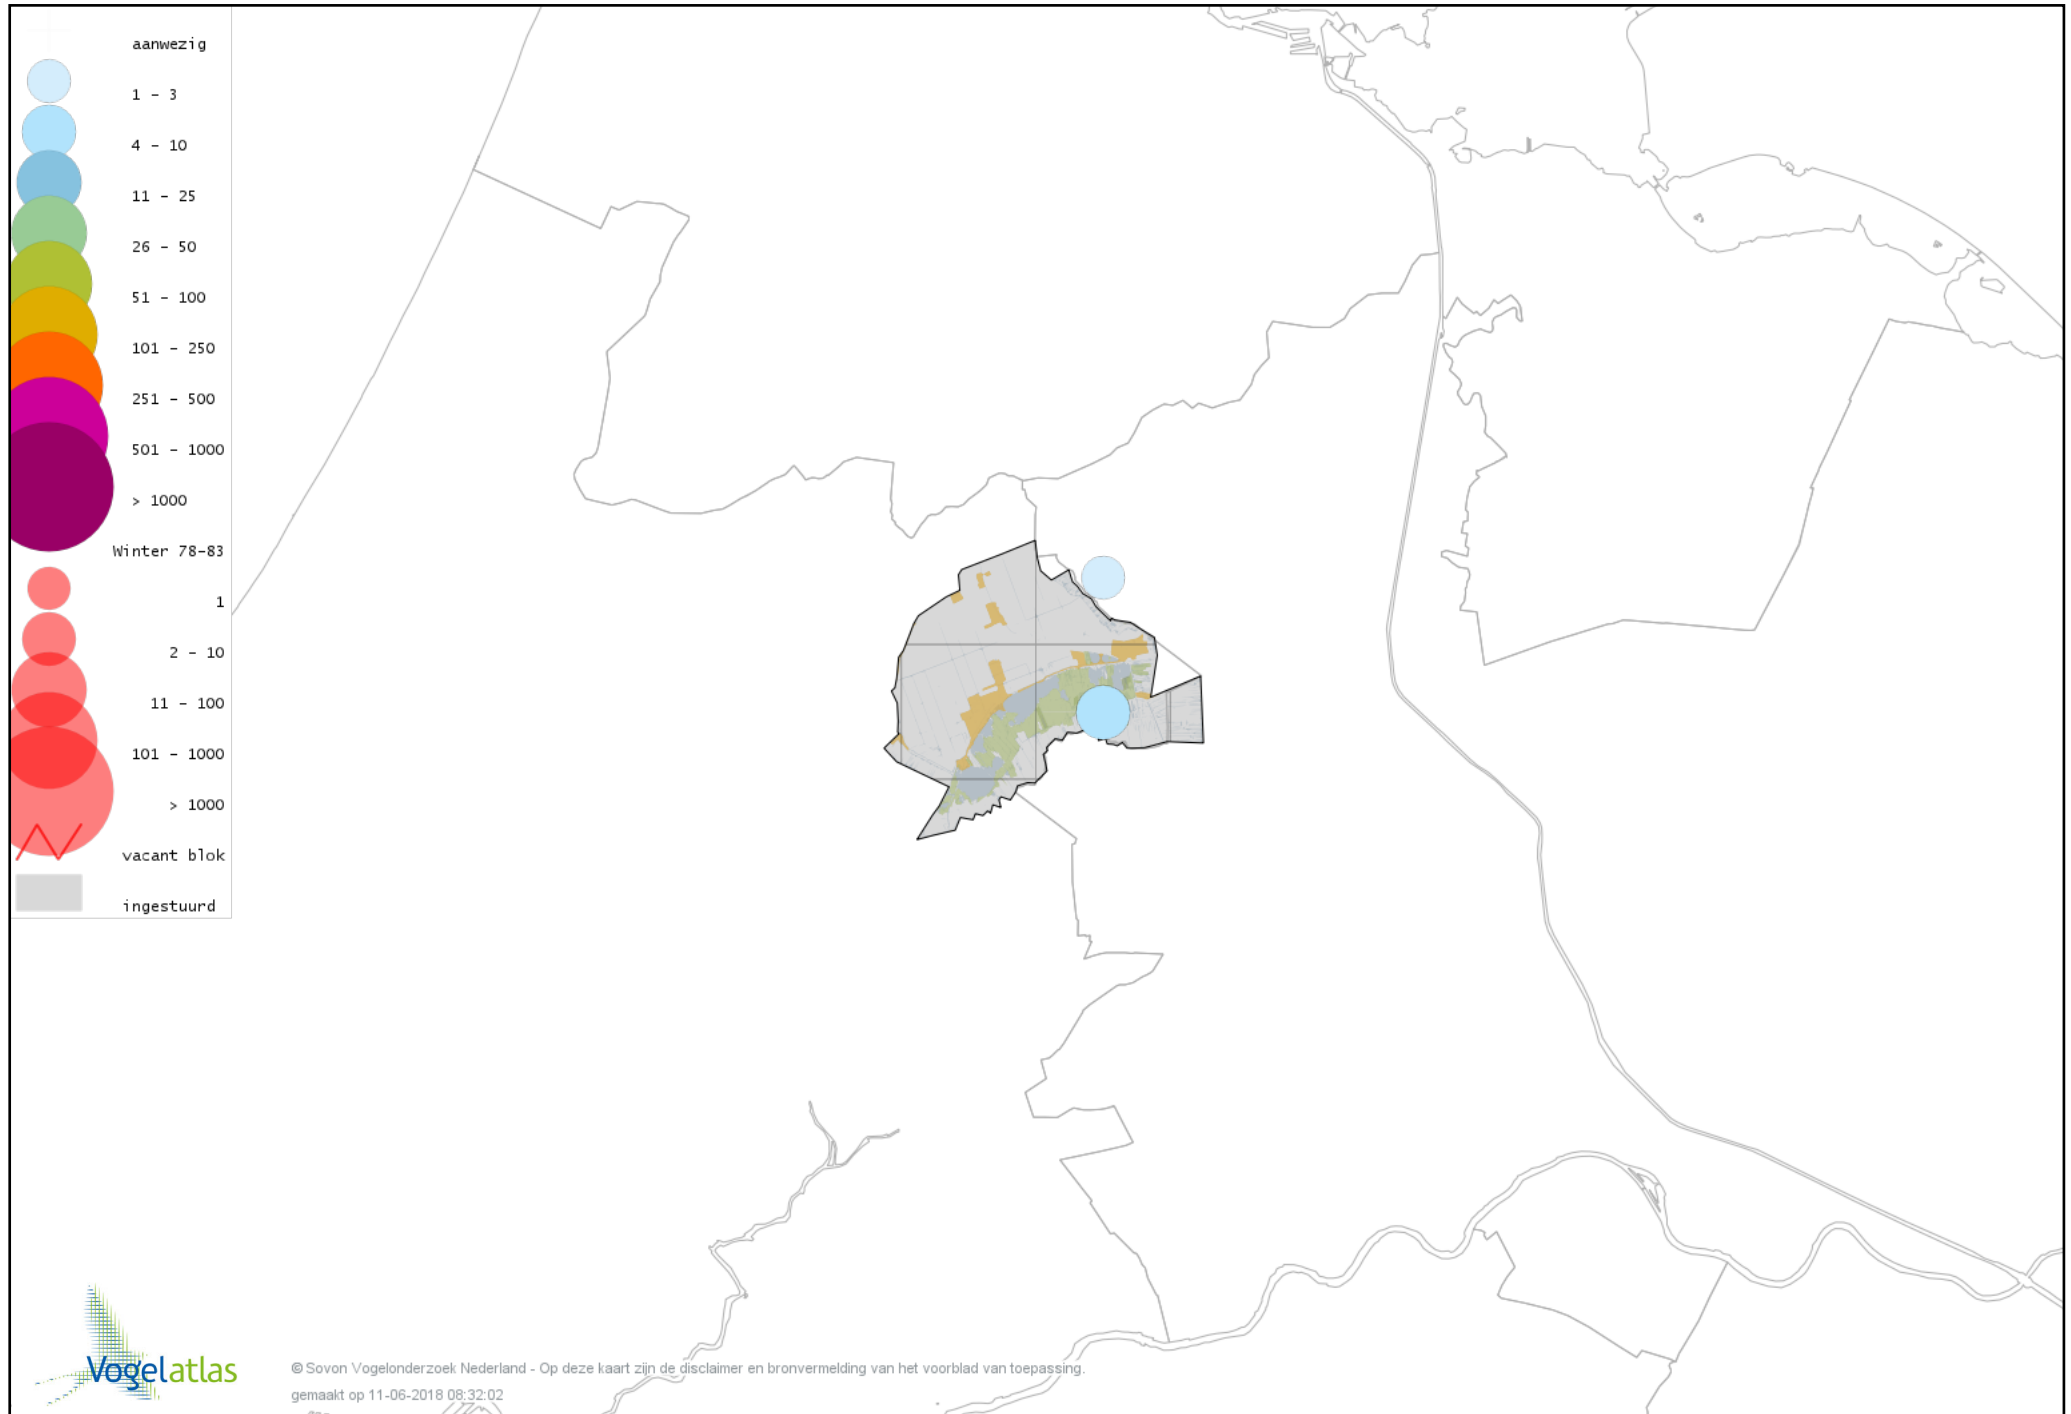 aanwezig
1 - 3
4 - 10
11 - 25
26 - 50
51 - 100
101 - 250
251 - 500
501 - 1000
> 1000
Winter 78-83
1
2 - 10
11 - 100
101 - 1000
> 1000
vacant blok
ingestuurd
Vogelatlas
© Sovon Vogelonderzoek Nederland - Op deze kaart zijn de disclaimer en bronvermelding van het voorblad van toepassing.
gemaakt op 11-06-2018 08:32:02